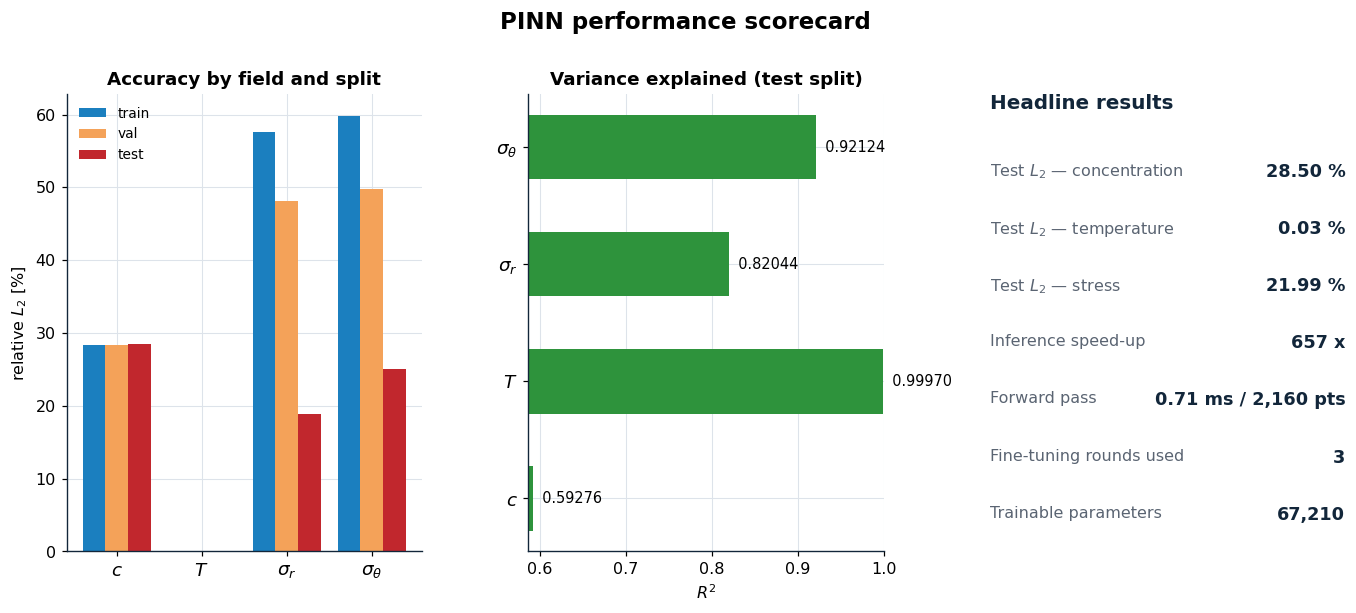 PINN performance scorecard
Accuracy by field and split
train
val
test
relative L₂ [%]
60
50
40
30
20
10
0
c T σᵣ σ_θ
Variance explained (test split)
σ_θ 0.92124
σᵣ 0.82044
T 0.99970
c 0.59276
0.6 0.7 0.8 0.9 1.0
R²
Headline results
Test L₂ — concentration 28.50 %
Test L₂ — temperature 0.03 %
Test L₂ — stress 21.99 %
Inference speed-up 657 x
Forward pass 0.71 ms / 2,160 pts
Fine-tuning rounds used 3
Trainable parameters 67,210